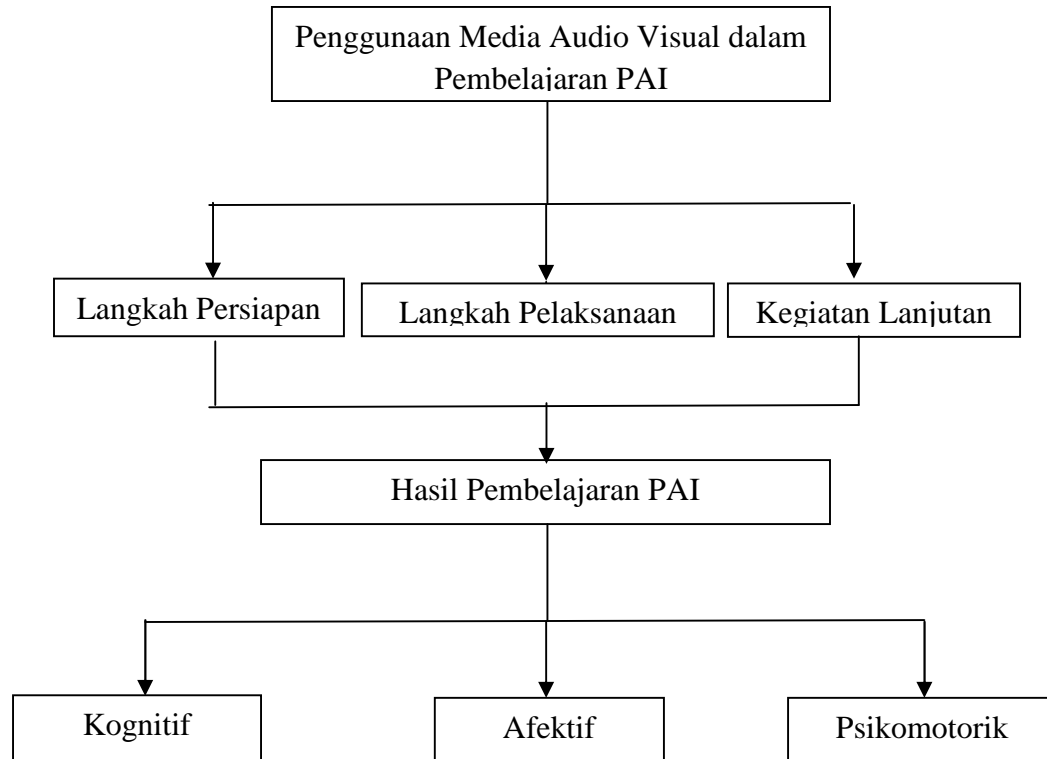 Penggunaan Media Audio Visual dalam
Pembelajaran PAI
Langkah Persiapan
Langkah Pelaksanaan
Kegiatan Lanjutan
Hasil Pembelajaran PAI
Kognitif
Afektif
Psikomotorik